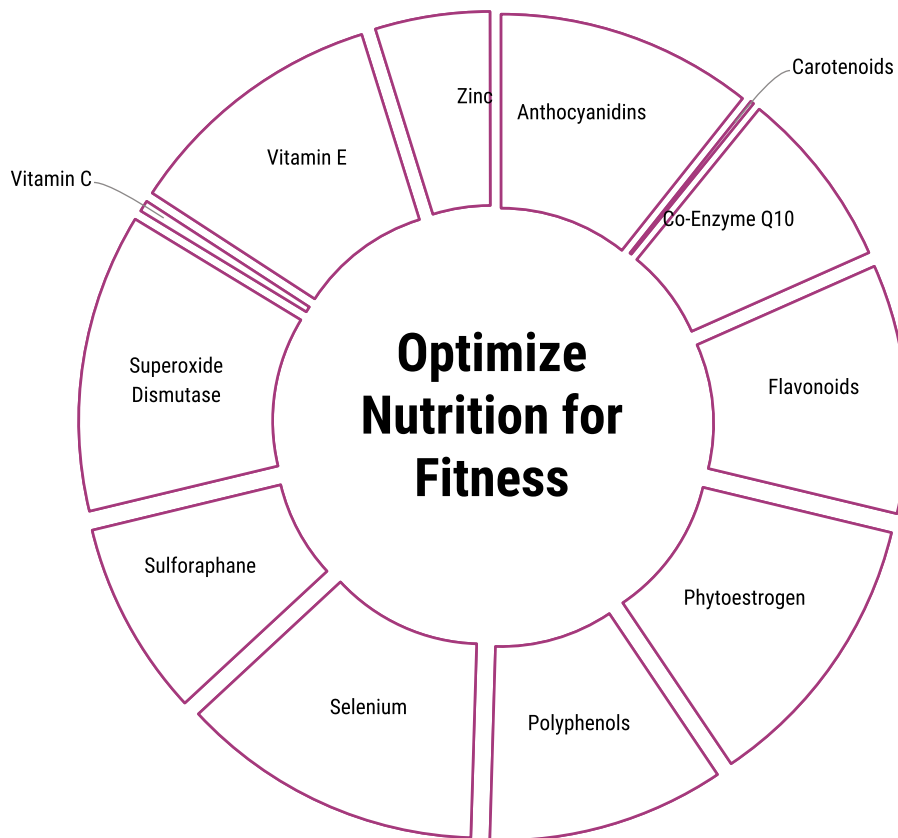 Zinc
Carotenoids
Anthocyanidins
Vitamin E
Vitamin C
Co-Enzyme Q10
Optimize
Nutrition for
Fitness
Superoxide
Dismutase
Flavonoids
Sulforaphane
Phytoestrogen
Selenium
Polyphenols